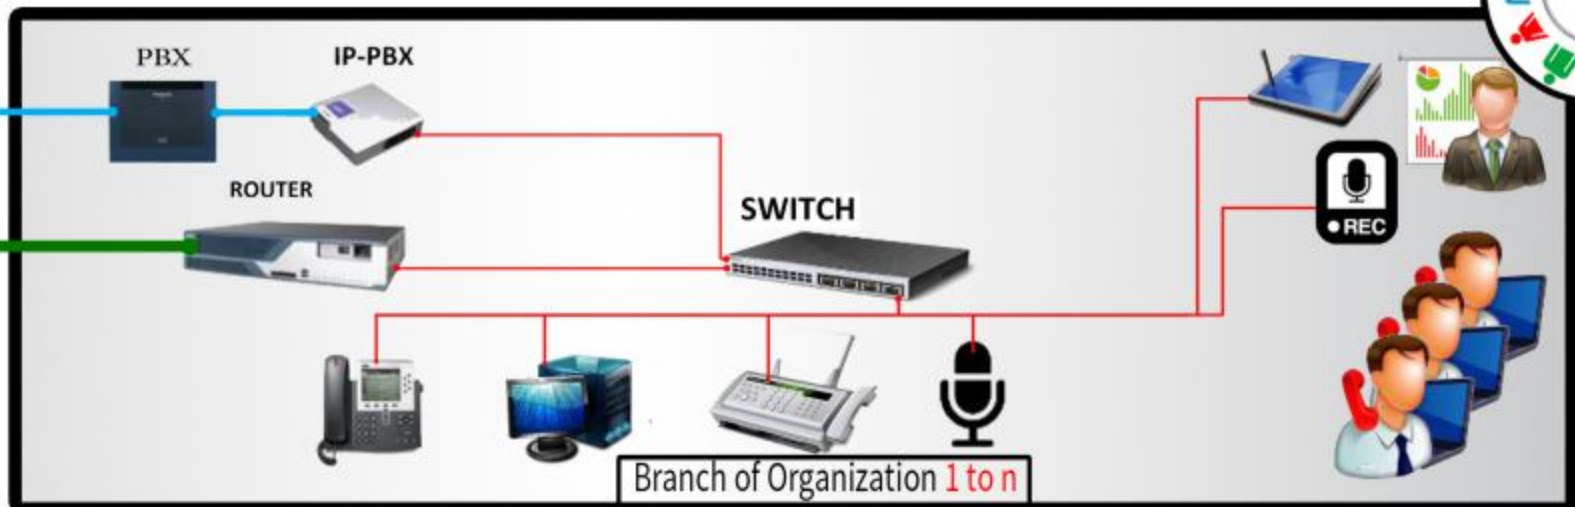 PBX
IP-PBX
ROUTER
SWITCH
REC
Branch of Organization 1 to n